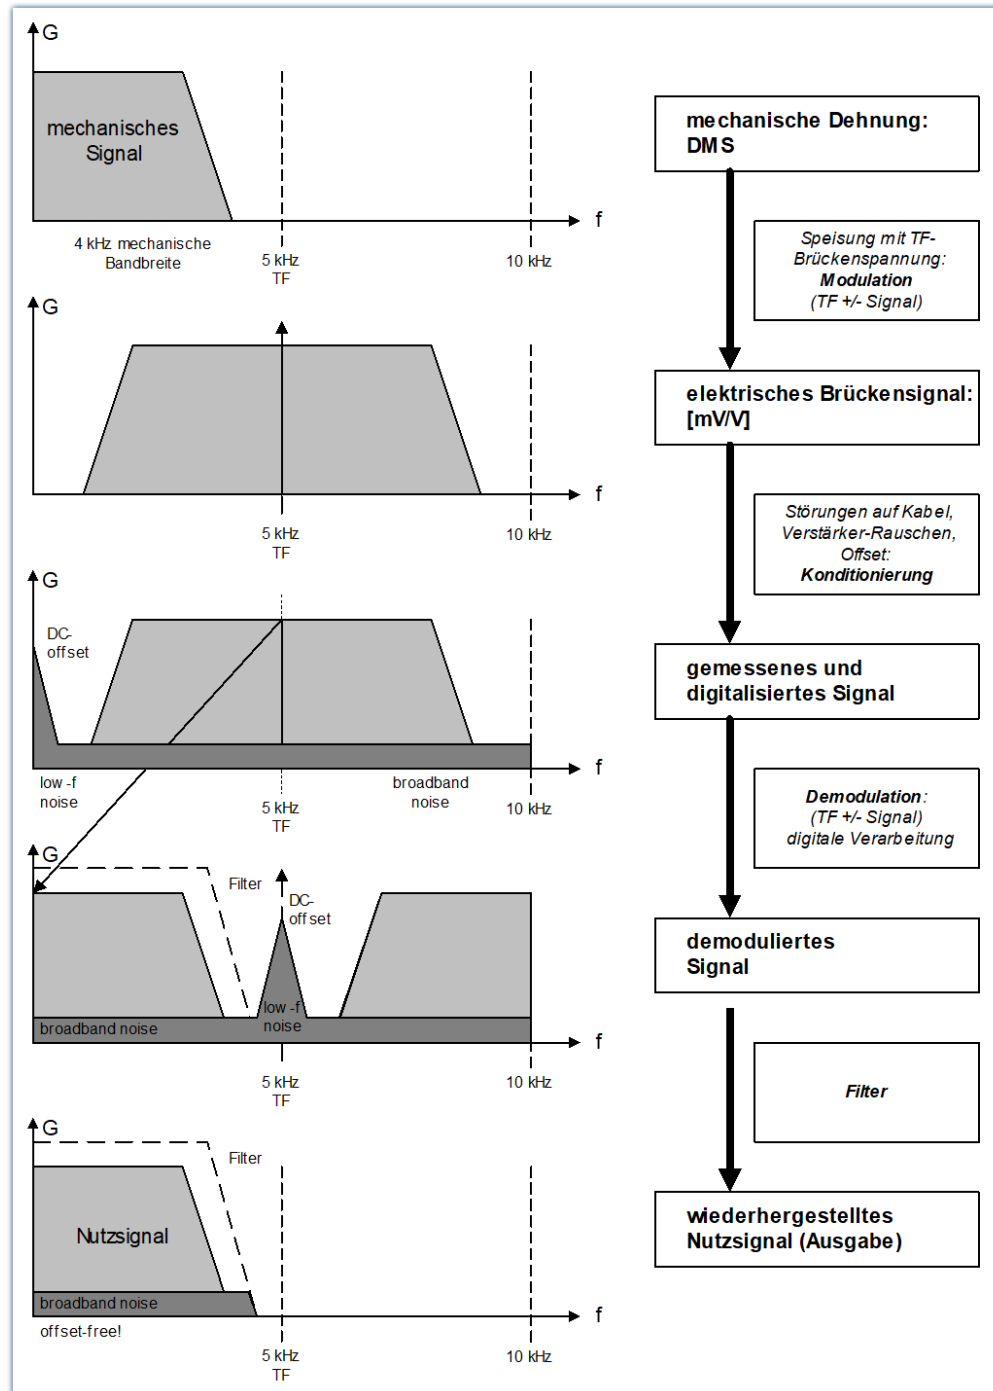 G
mechanisches
Signal
f
4 kHz mechanische
Bandbreite
5 kHz
TF
10 kHz
mechanische Dehnung:
DMS
Speisung mit TF-
Brückenspannung:
Modulation
(TF +/- Signal)
G
f
5 kHz
TF
10 kHz
elektrisches Brückensignal:
[mV/V]
Störungen auf Kabel,
Verstärker-Rauschen,
Offset:
Konditionierung
G
DC-
offset
f
low-f
noise
broadband
noise
5 kHz
TF
10 kHz
gemessenes und
digitalisiertes Signal
Demodulation:
(TF +/- Signal)
digitale Verarbeitung
G
Filter
DC-
offset
low-f
noise
broadband noise
f
5 kHz
TF
10 kHz
demoduliertes
Signal
Filter
G
Filter
Nutzsignal
broadband noise
f
offset-free!
5 kHz
TF
10 kHz
wiederhergestelltes
Nutzsignal (Ausgabe)